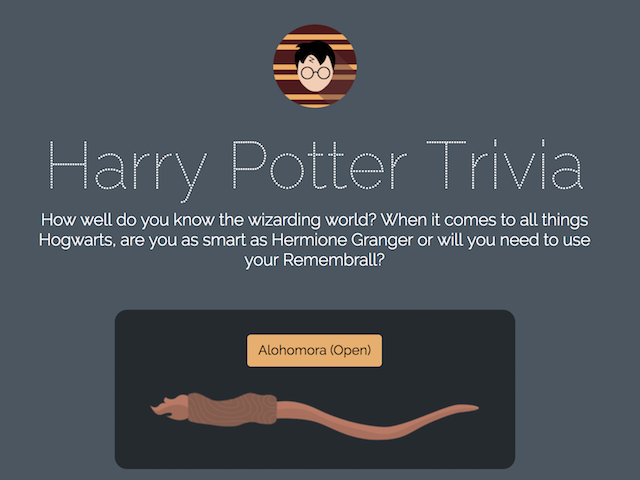 Harry Potter Trivia
How well do you know the wizarding world? When it comes to all things
Hogwarts, are you as smart as Hermione Granger or will you need to use
your Remembrall?
Alohomora (Open)